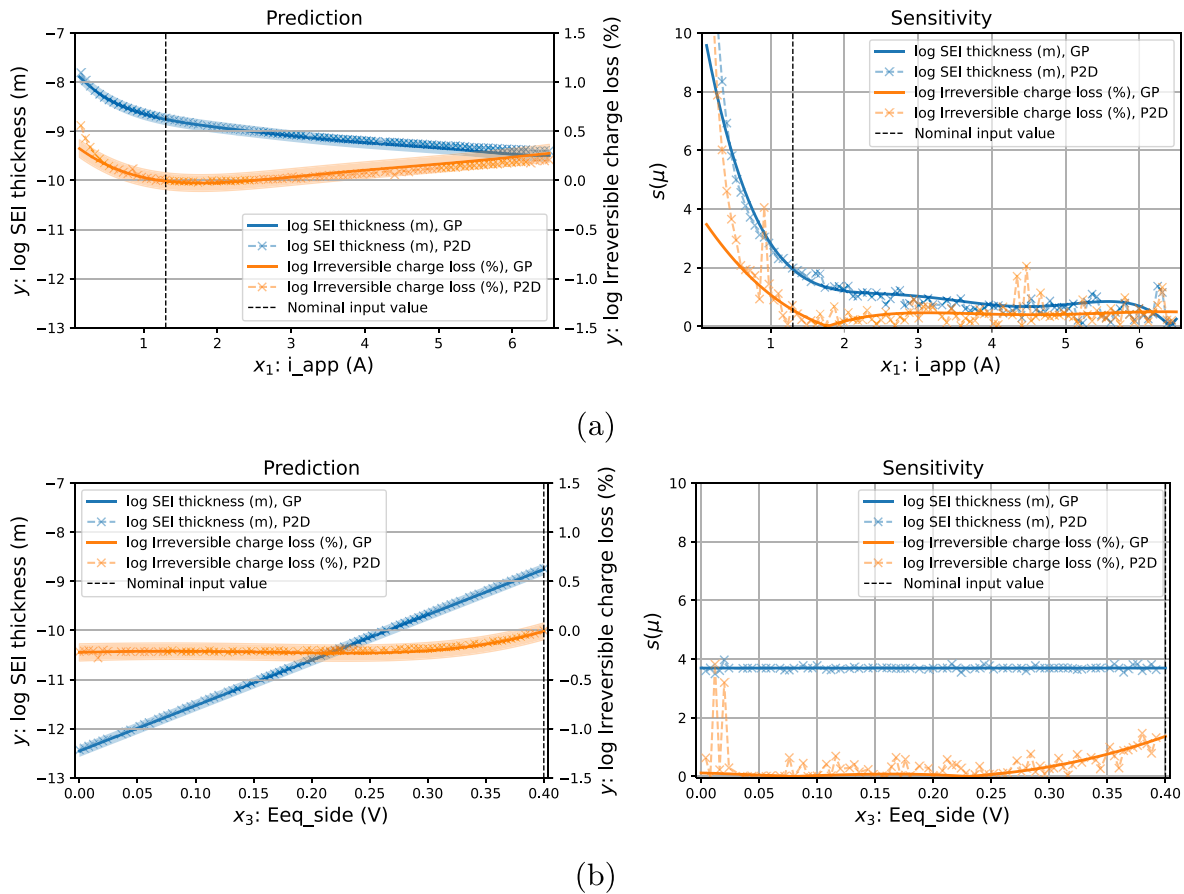 Prediction
Sensitivity
−7
−8
−9
−10
−11
−12
−13
y: log SEI thickness (m)
1.5
1.0
0.5
0.0
−0.5
−1.0
−1.5
y: log Irreversible charge loss (%)
log SEI thickness (m), GP
log SEI thickness (m), P2D
log Irreversible charge loss (%), GP
log Irreversible charge loss (%), P2D
Nominal input value
1 2 3 4 5 6
x₁: i_app (A)
10
8
6
4
2
0
s(μ)
log SEI thickness (m), GP
log SEI thickness (m), P2D
log Irreversible charge loss (%), GP
log Irreversible charge loss (%), P2D
Nominal input value
1 2 3 4 5 6
x₁: i_app (A)
(a)
Prediction
Sensitivity
−7
−8
−9
−10
−11
−12
−13
y: log SEI thickness (m)
1.5
1.0
0.5
0.0
−0.5
−1.0
−1.5
y: log Irreversible charge loss (%)
log SEI thickness (m), GP
log SEI thickness (m), P2D
log Irreversible charge loss (%), GP
log Irreversible charge loss (%), P2D
Nominal input value
0.00 0.05 0.10 0.15 0.20 0.25 0.30 0.35 0.40
x₃: Eeq_side (V)
10
8
6
4
2
0
s(μ)
log SEI thickness (m), GP
log SEI thickness (m), P2D
log Irreversible charge loss (%), GP
log Irreversible charge loss (%), P2D
Nominal input value
0.00 0.05 0.10 0.15 0.20 0.25 0.30 0.35 0.40
x₃: Eeq_side (V)
(b)